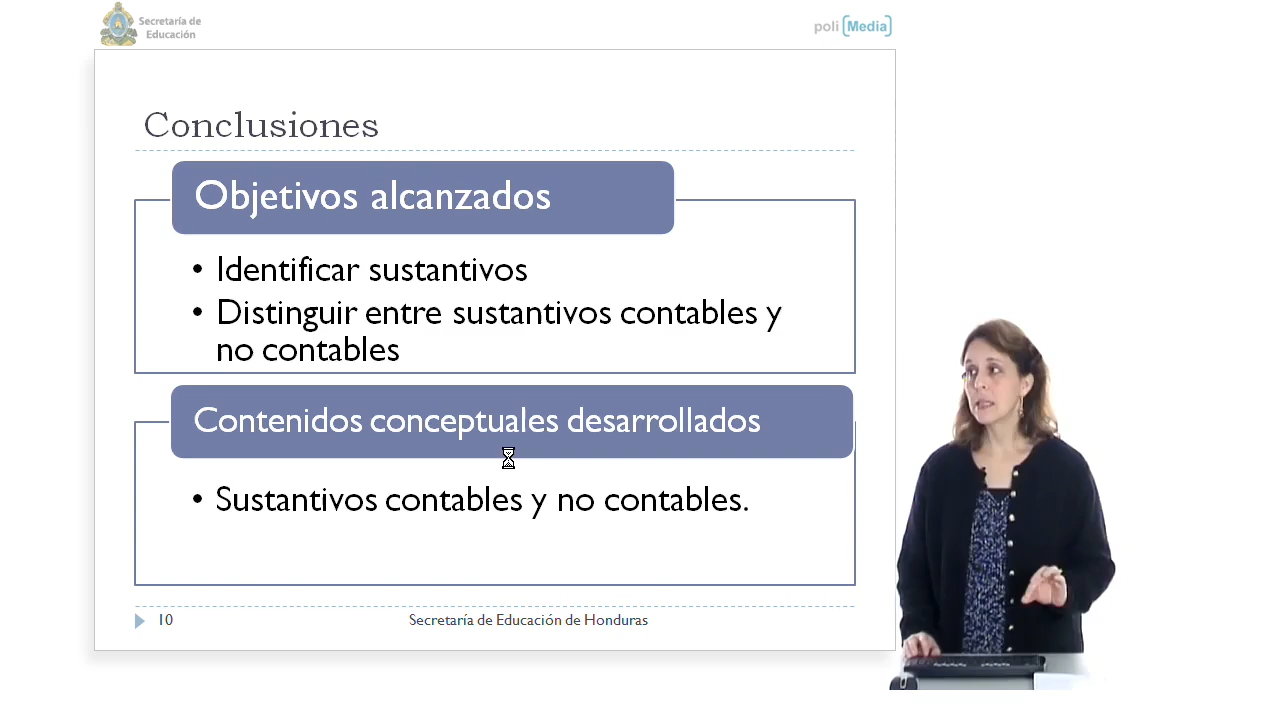 Secretaría de
Educación
poli [Media]
Conclusiones
Objetivos alcanzados
• Identificar sustantivos
• Distinguir entre sustantivos contables y
no contables
Contenidos conceptuales desarrollados
• Sustantivos contables y no contables.
10
Secretaría de Educación de Honduras